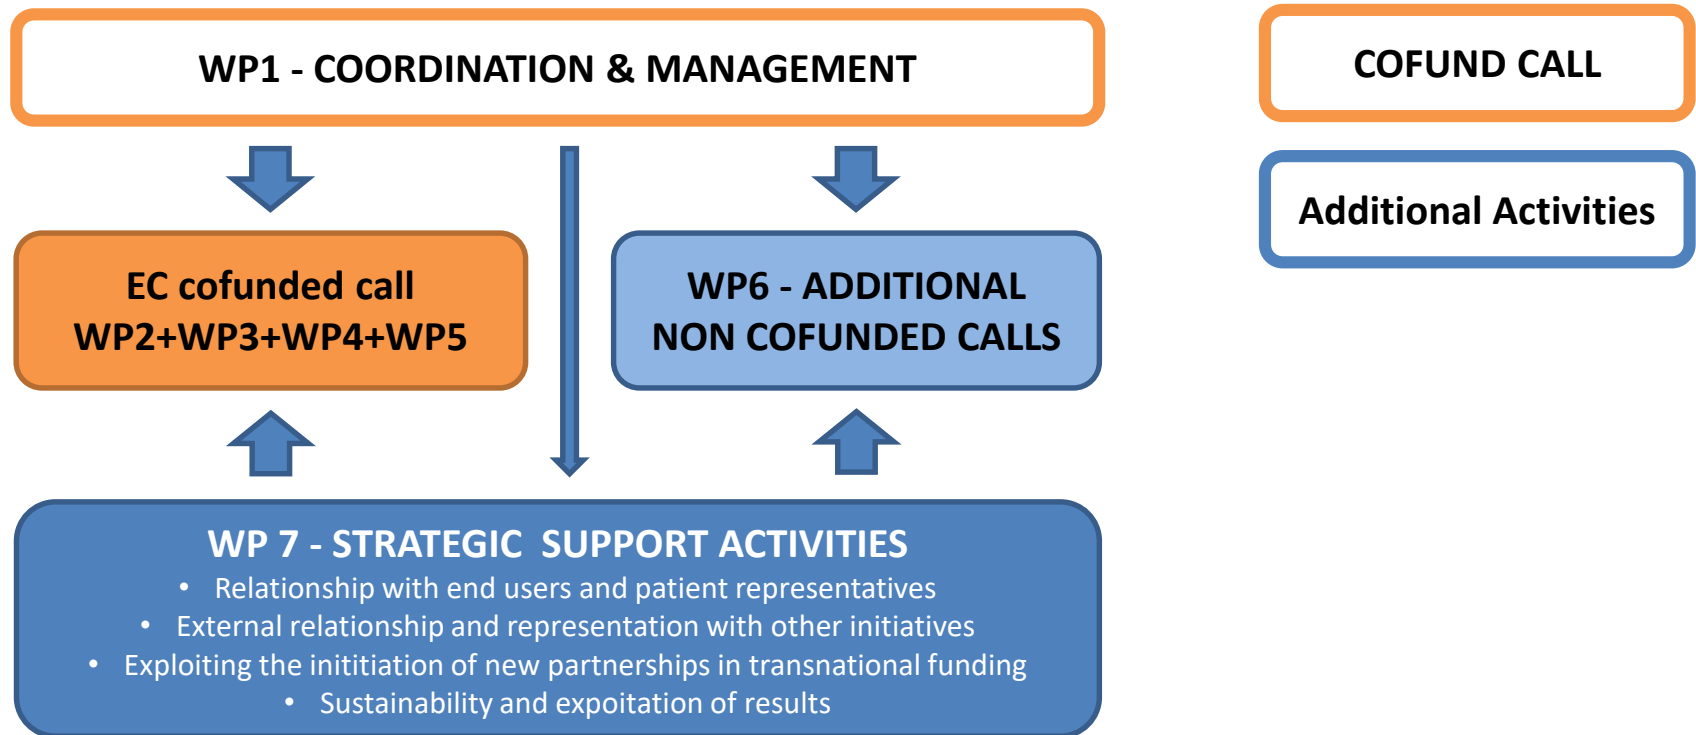 WP1 - COORDINATION & MANAGEMENT
COFUND CALL
Additional Activities
EC cofunded call
WP2+WP3+WP4+WP5
WP6 - ADDITIONAL
NON COFUNDED CALLS
WP 7 - STRATEGIC  SUPPORT ACTIVITIES
• Relationship with end users and patient representatives
• External relationship and representation with other initiatives
• Exploiting the inititiation of new partnerships in transnational funding
• Sustainability and expoitation of results